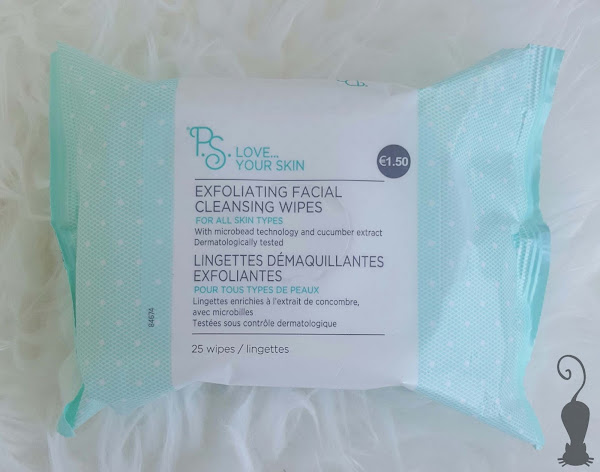 P.S. LOVE...
YOUR SKIN
€1.50
EXFOLIATING FACIAL
CLEANSING WIPES
FOR ALL SKIN TYPES
With microbead technology and cucumber extract
Dermatologically tested
LINGETTES DÉMAQUILLANTES
EXFOLIANTES
POUR TOUS TYPES DE PEAUX
Lingettes enrichies à l'extrait de concombre,
avec microbilles
Testées sous contrôle dermatologique
25 wipes / lingettes
84674